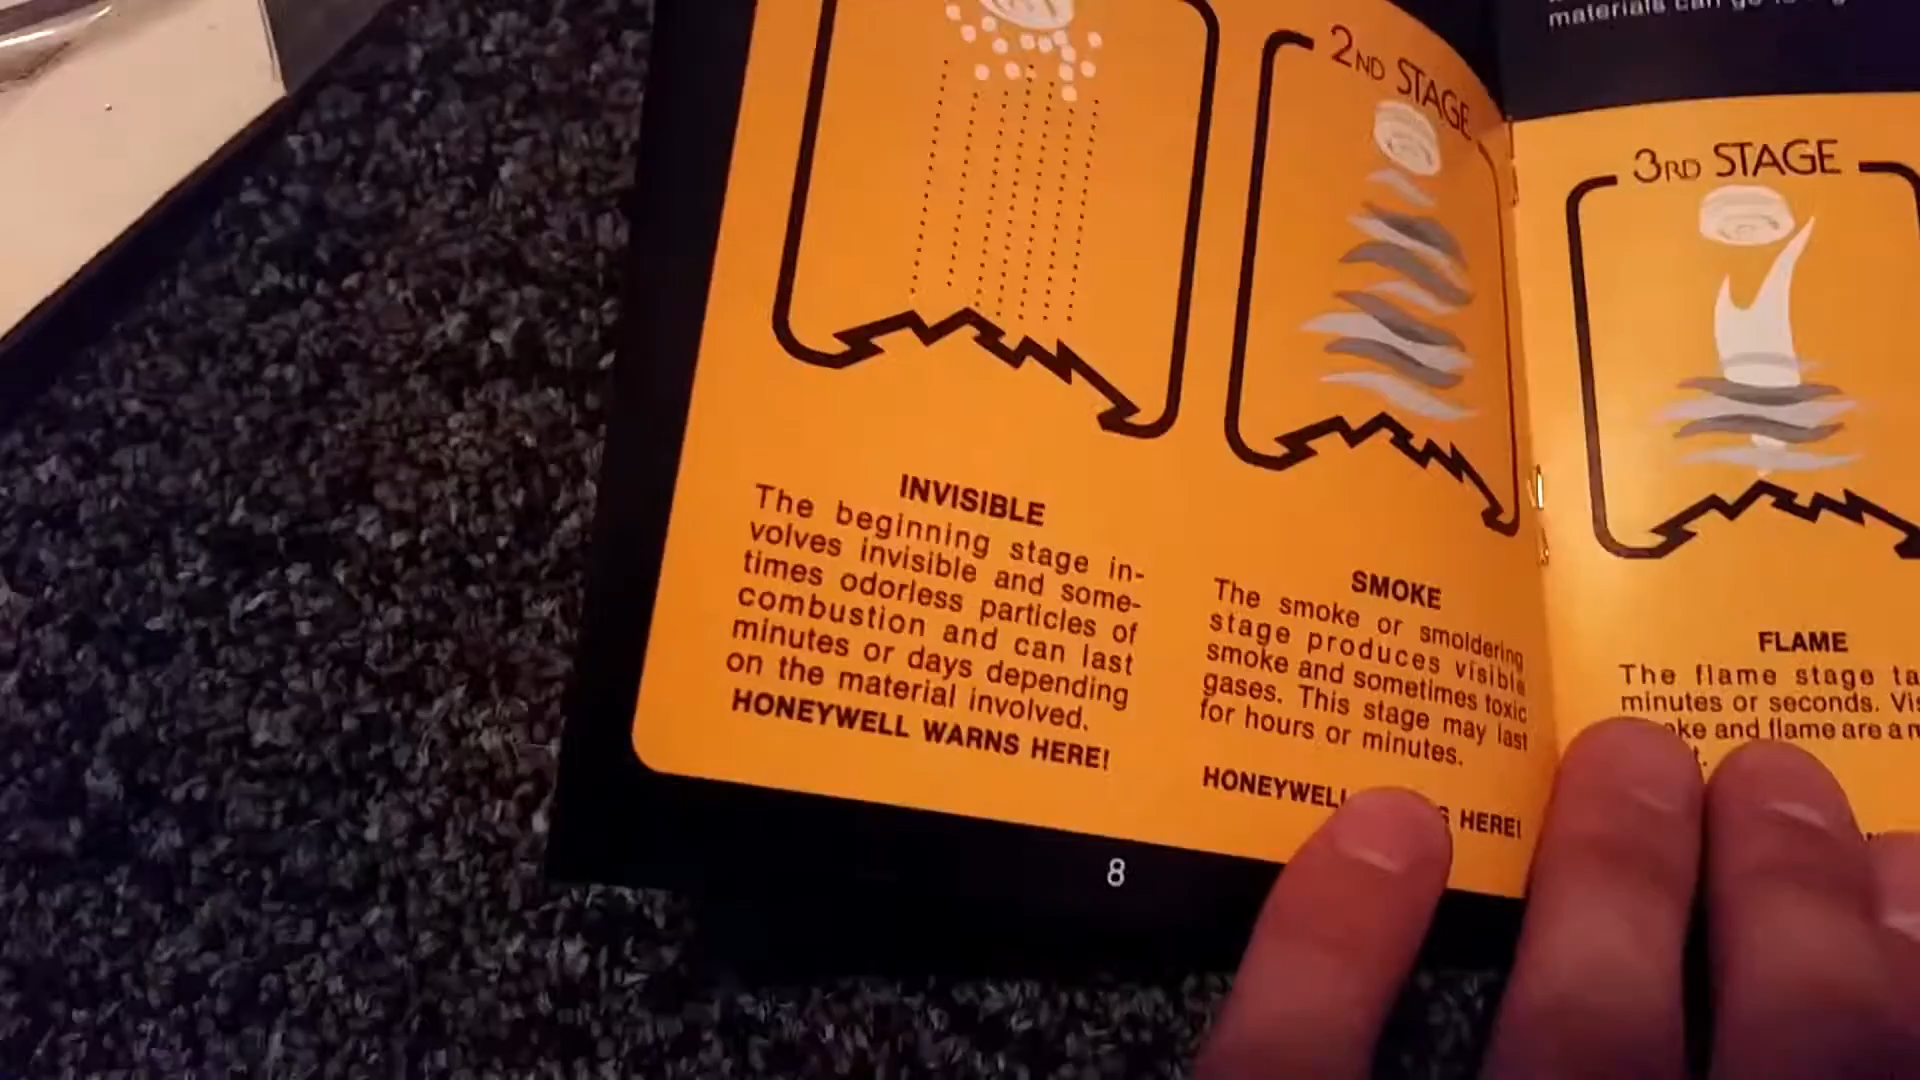 materials can go
2ND STAGE
3RD STAGE
INVISIBLE
The beginning stage in-
volves invisible and some-
times odorless particles of
combustion and can last
minutes or days depending
on the material involved.
HONEYWELL WARNS HERE!
SMOKE
The smoke or smoldering
stage produces visible
smoke and sometimes toxic
gases. This stage may last
for hours or minutes.
HONEYWELL HERE!
FLAME
The flame stage
minutes or seconds.
and flame are a
8